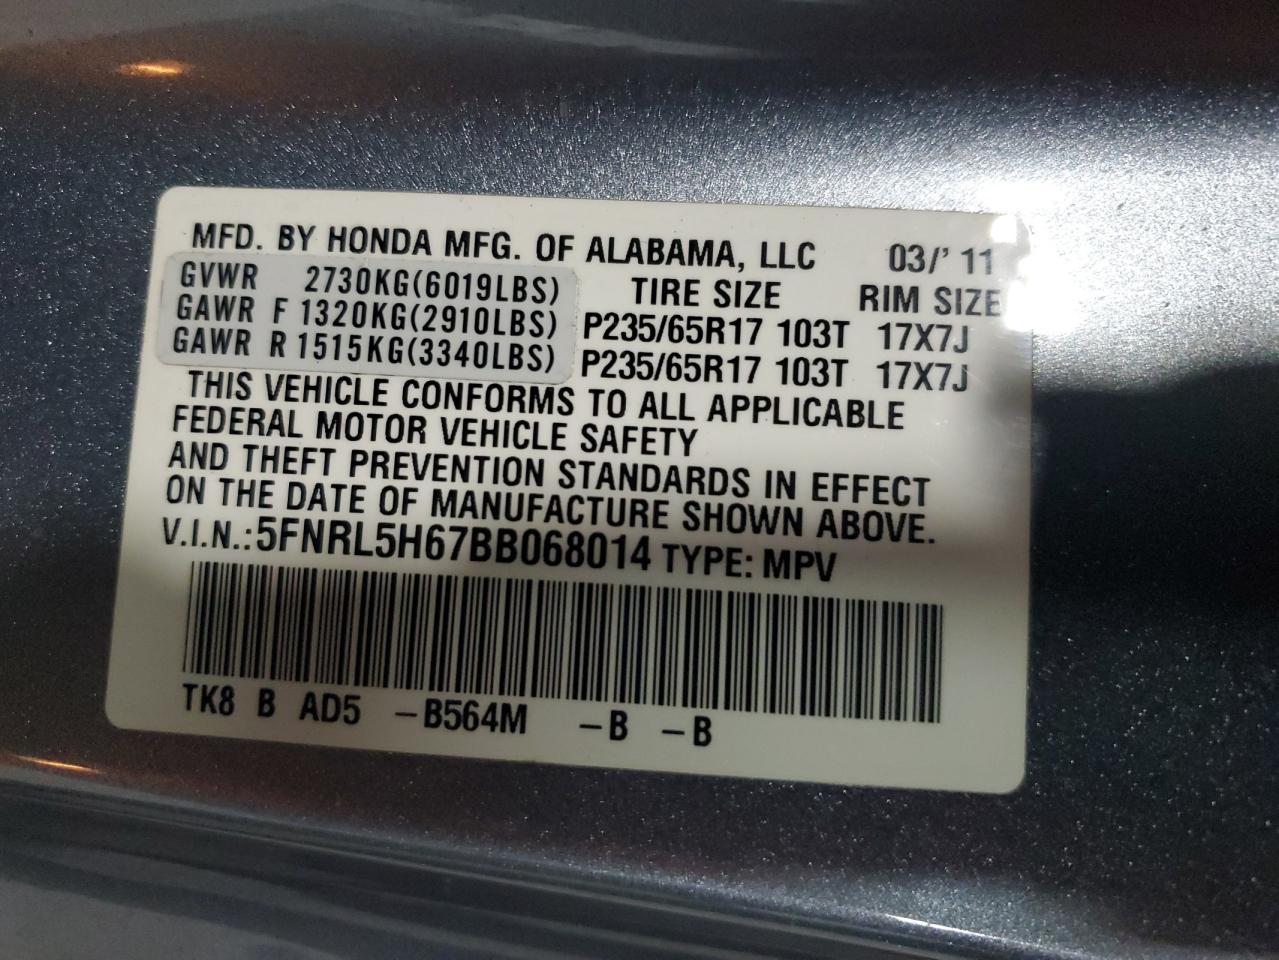 MFD. BY HONDA MFG. OF ALABAMA, LLC 03/' 11
GVWR 2730KG(6019LBS) TIRE SIZE RIM SIZE
GAWR F 1320KG(2910LBS) P235/65R17 103T 17X7J
GAWR R 1515KG(3340LBS) P235/65R17 103T 17X7J
THIS VEHICLE CONFORMS TO ALL APPLICABLE
FEDERAL MOTOR VEHICLE SAFETY
AND THEFT PREVENTION STANDARDS IN EFFECT
ON THE DATE OF MANUFACTURE SHOWN ABOVE.
V.I.N.:5FNRL5H67BB068014 TYPE: MPV
TK8 B AD5 -B564M -B -B